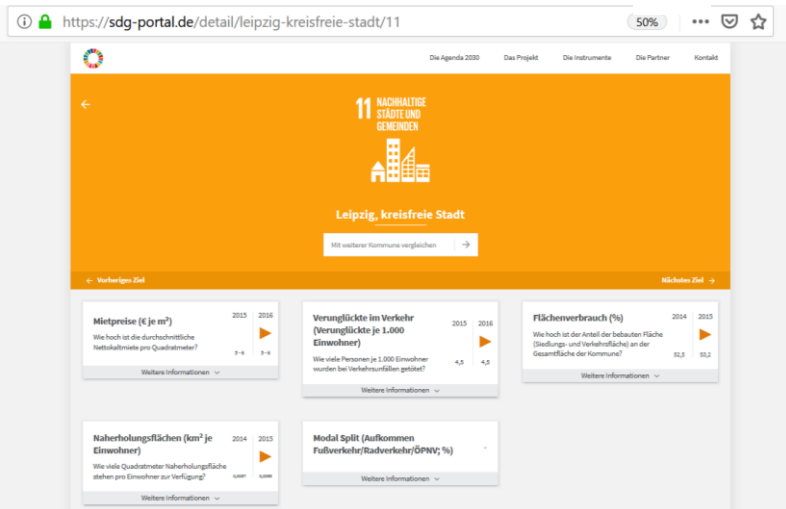 https://sdg-portal.de/detail/leipzig-kreisfreie-stadt/11
50%
Die Agenda 2030 Das Projekt Die Instrumente Die Partner Kontakt
11 NACHHALTIGE
STÄDTE UND
GEMEINDEN
Leipzig, kreisfreie Stadt
Mit weiterer Kommune vergleichen
← Vorheriges Ziel
Nächstes Ziel →
Mietpreise (€ je m²)
2015 2016
Wie hoch ist die durchschnittliche
Nettokaltmiete pro Quadratmeter?
5-6 5-6
Weitere Informationen
Verunglückte im Verkehr
(Verunglückte je 1.000
Einwohner)
2015 2016
Wie viele Personen je 1.000 Einwohner
wurden bei Verkehrsunfällen getötet?
4,5 4,5
Weitere Informationen
Flächenverbrauch (%)
2014 2015
Wie hoch ist der Anteil der bebauten Fläche
(Siedlungs- und Verkehrsfläche) an der
Gesamtfläche der Kommune?
Weitere Informationen
Naherholungsflächen (km² je
Einwohner)
2014 2015
Wie viele Quadratmeter Naherholungsfläche
stehen pro Einwohner zur Verfügung?
Weitere Informationen
Modal Split (Aufkommen
Fußverkehr/Radverkehr/ÖPNV; %)
-
Weitere Informationen